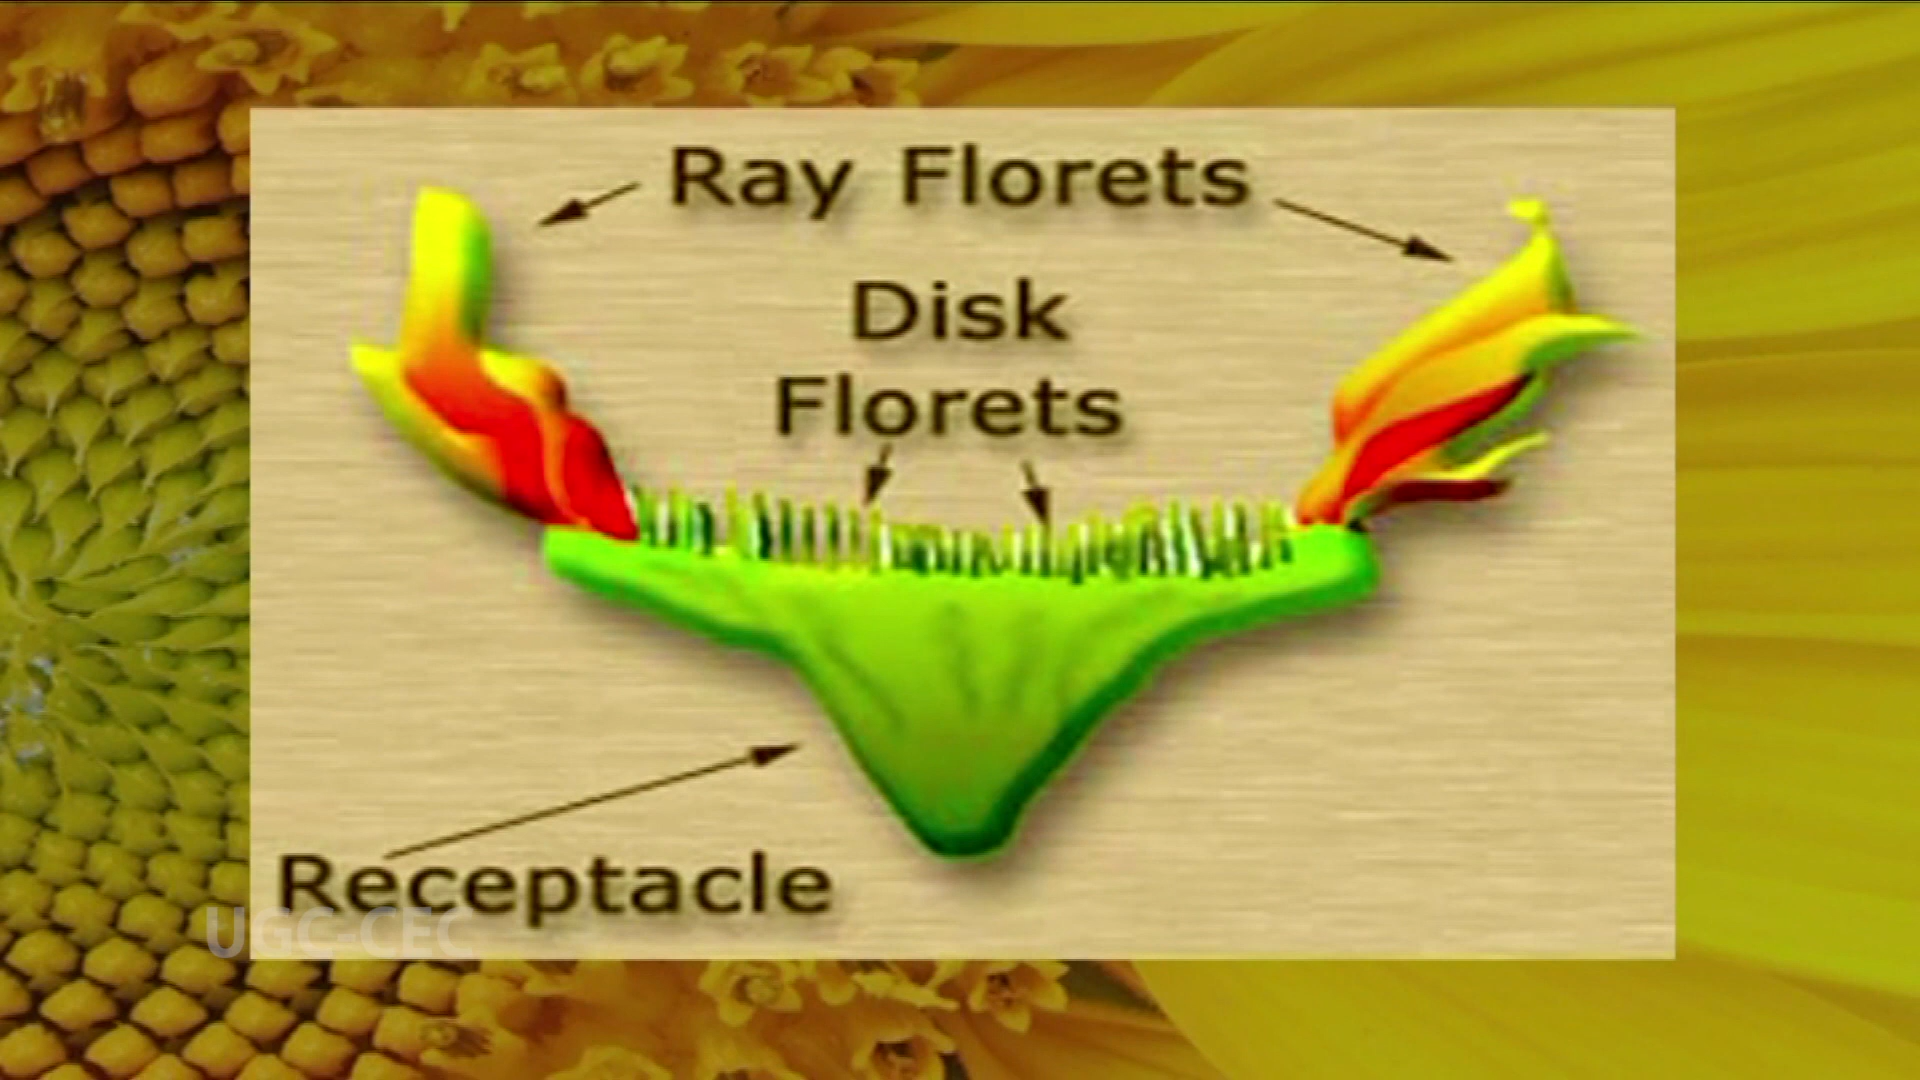 Ray Florets
Disk
Florets
Receptacle
UGC-CEC